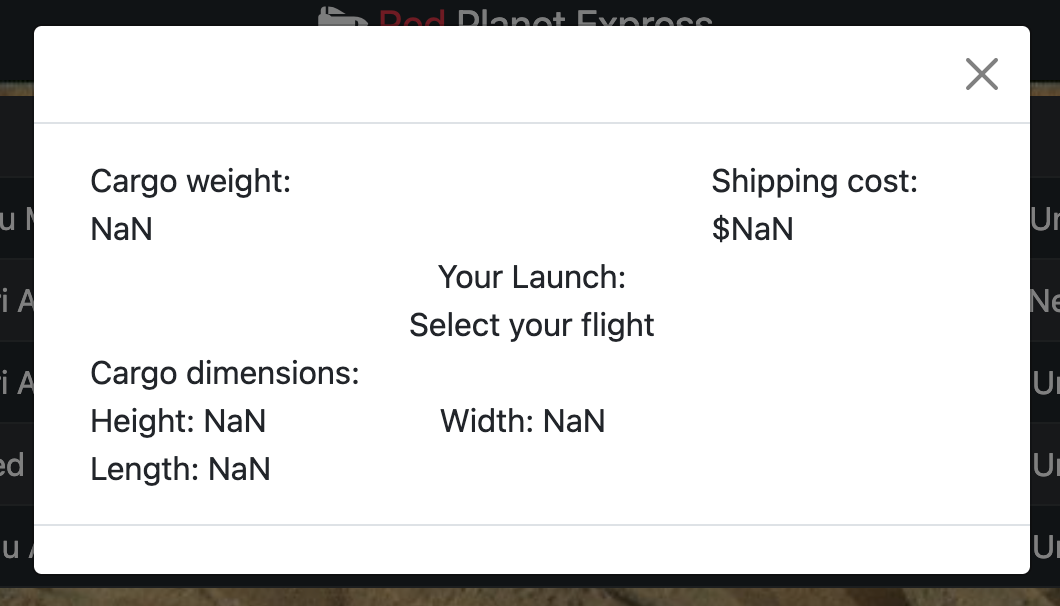 Red Planet Express
Cargo weight:
NaN
Shipping cost:
$NaN
Your Launch:
Select your flight
Cargo dimensions:
Height: NaN
Width: NaN
Length: NaN